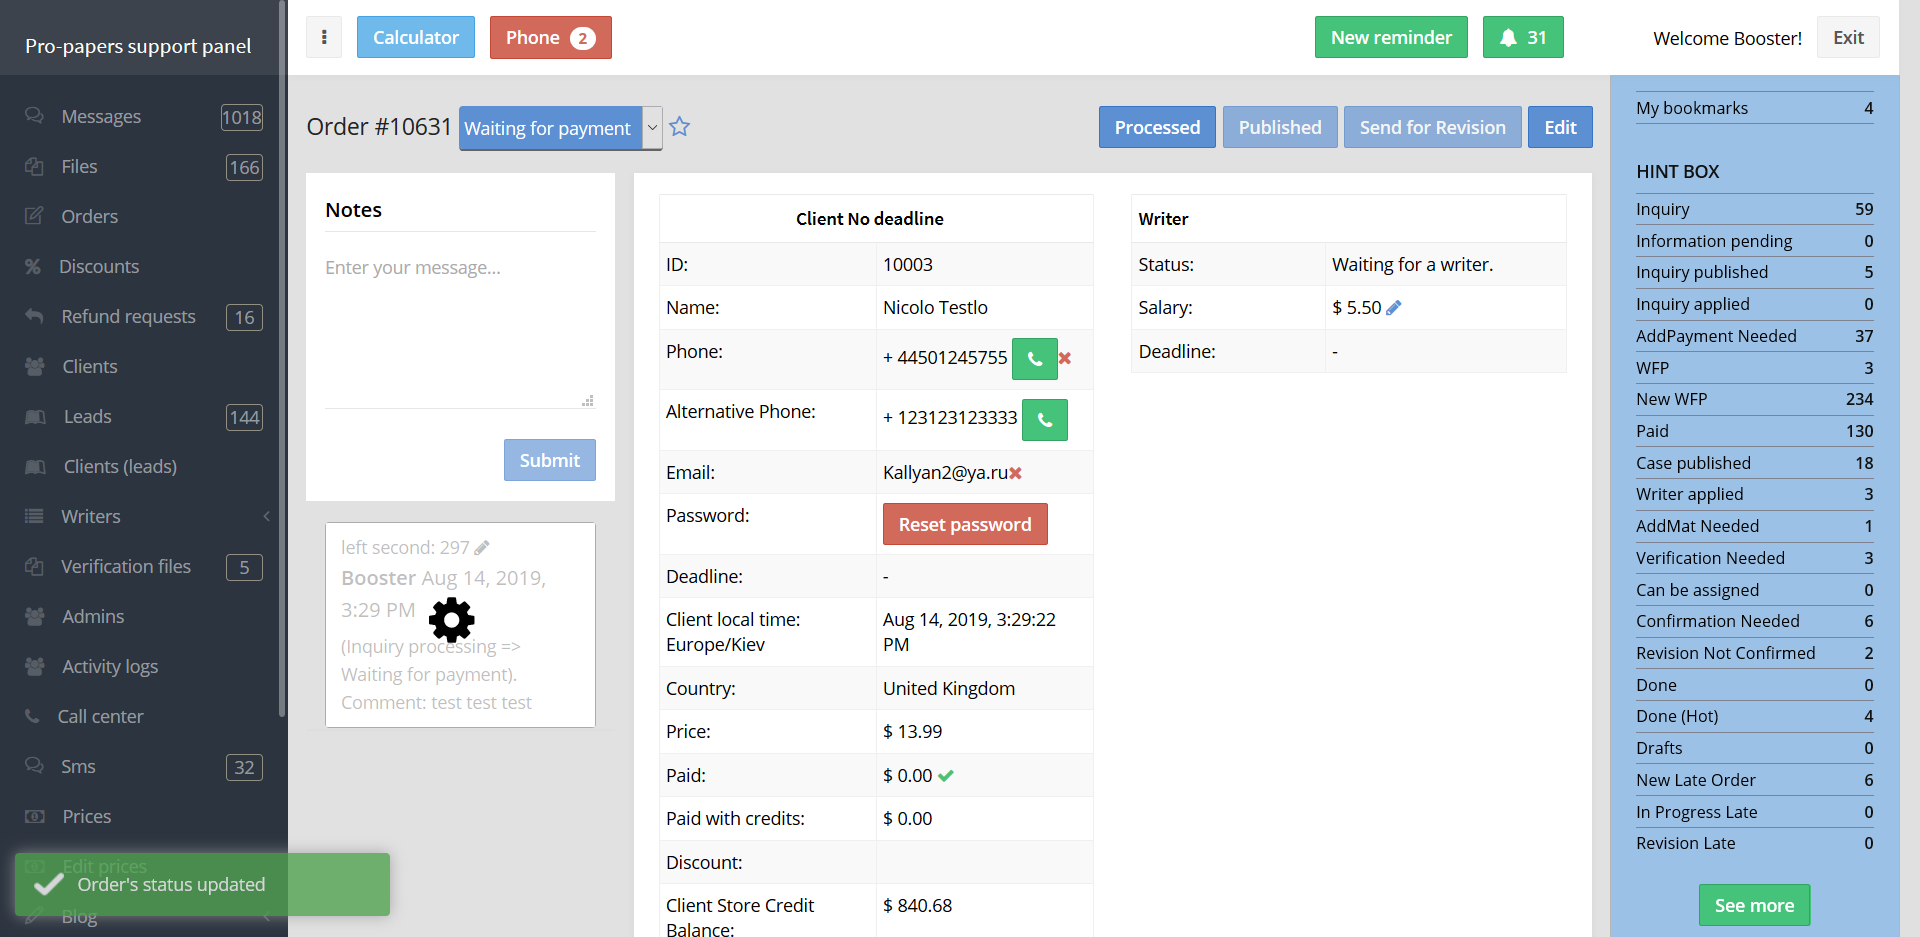 Pro-papers support panel
Calculator
Phone 2
New reminder
31
Welcome Booster!
Exit
Messages 1018
Files 166
Orders
Discounts
Refund requests 16
Clients
Leads 144
Clients (leads)
Writers
Verification files 5
Admins
Activity logs
Call center
Sms 32
Prices
Edit prices
Blog
Order's status updated
Order #10631
Waiting for payment
Processed
Published
Send for Revision
Edit
Notes
Enter your message...
Submit
left second: 297
Booster Aug 14, 2019,
3:29 PM
(Inquiry processing =>
Waiting for payment).
Comment: test test test
Client No deadline
ID: 10003
Name: Nicolo Testlo
Phone: + 44501245755
Alternative Phone: + 123123123333
Email: Kallyan2@ya.ru
Password: Reset password
Deadline: -
Client local time: Aug 14, 2019, 3:29:22
Europe/Kiev PM
Country: United Kingdom
Price: $ 13.99
Paid: $ 0.00
Paid with credits: $ 0.00
Discount:
Client Store Credit $ 840.68
Balance:
Writer
Status: Waiting for a writer.
Salary: $ 5.50
Deadline: -
My bookmarks 4
HINT BOX
Inquiry 59
Information pending 0
Inquiry published 5
Inquiry applied 0
AddPayment Needed 37
WFP 3
New WFP 234
Paid 130
Case published 18
Writer applied 3
AddMat Needed 1
Verification Needed 3
Can be assigned 0
Confirmation Needed 6
Revision Not Confirmed 2
Done 0
Done (Hot) 4
Drafts 0
New Late Order 6
In Progress Late 0
Revision Late 0
See more